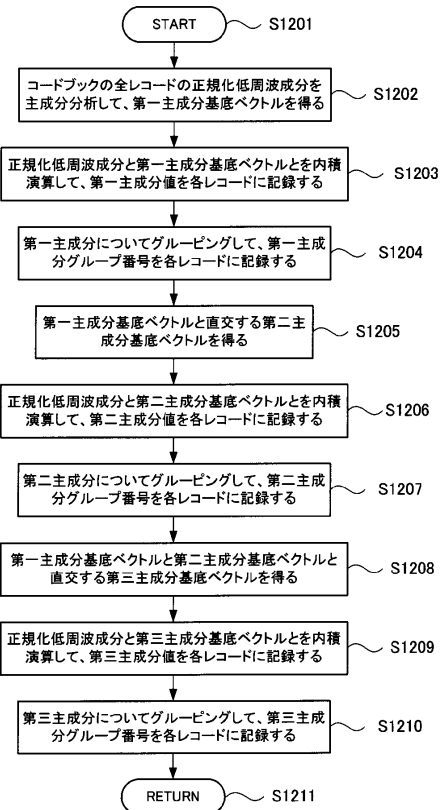 START
S1201
コードブックの全レコードの正規化低周波成分を
主成分分析して、第一主成分基底ベクトルを得る
S1202
正規化低周波成分と第一主成分基底ベクトルとを内積
演算して、第一主成分値を各レコードに記録する
S1203
第一主成分についてグルーピングして、第一主成
分グループ番号を各レコードに記録する
S1204
第一主成分基底ベクトルと直交する第二主
成分基底ベクトルを得る
S1205
正規化低周波成分と第二主成分基底ベクトルとを内積
演算して、第二主成分値を各レコードに記録する
S1206
第二主成分についてグルーピングして、第二主成
分グループ番号を各レコードに記録する
S1207
第一主成分基底ベクトルと第二主成分基底ベクトルと
直交する第三主成分基底ベクトルを得る
S1208
正規化低周波成分と第三主成分基底ベクトルとを内積
演算して、第三主成分値を各レコードに記録する
S1209
第三主成分についてグルーピングして、第三主成
分グループ番号を各レコードに記録する
S1210
RETURN
S1211